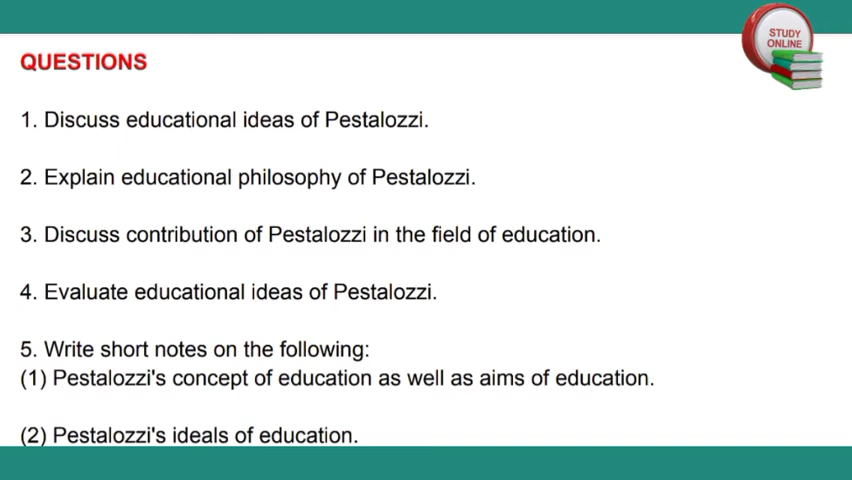 STUDY
ONLINE
QUESTIONS
1. Discuss educational ideas of Pestalozzi.
2. Explain educational philosophy of Pestalozzi.
3. Discuss contribution of Pestalozzi in the field of education.
4. Evaluate educational ideas of Pestalozzi.
5. Write short notes on the following:
(1) Pestalozzi's concept of education as well as aims of education.
(2) Pestalozzi's ideals of education.